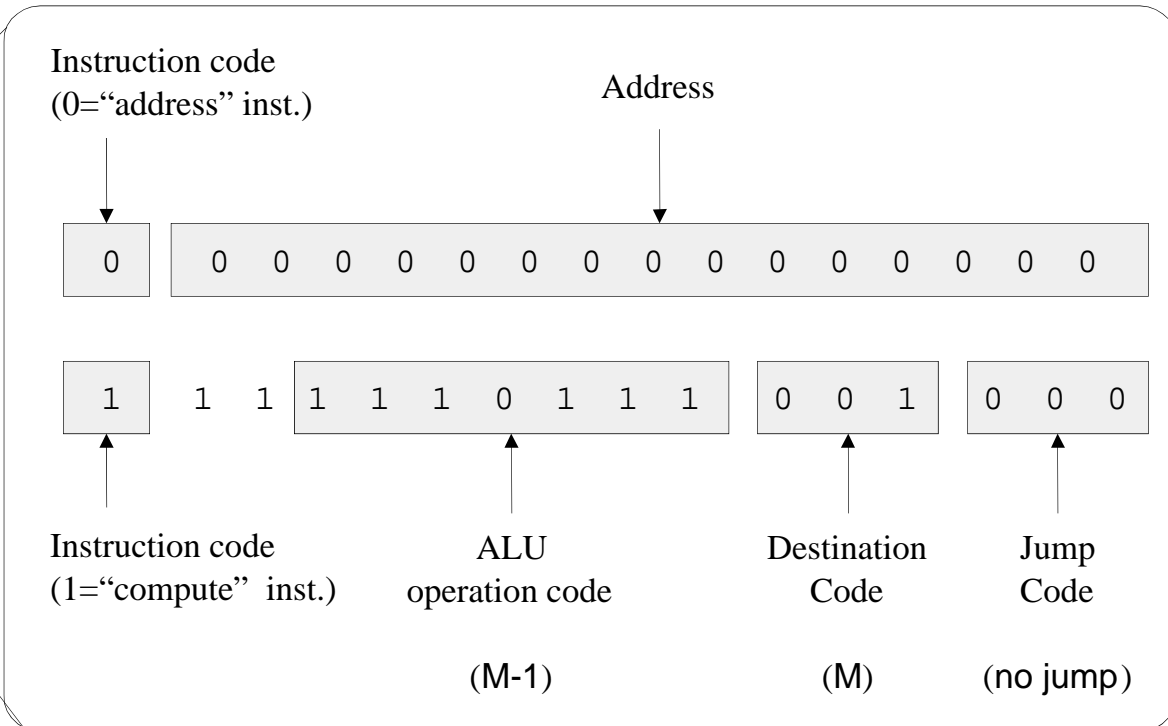 Instruction code
(0=“address” inst.)
Address
0 0 0 0 0 0 0 0 0 0 0 0 0 0 0 0
1 1 1 1 1 1 0 1 1 1 0 0 1 0 0 0
Instruction code
(1=“compute” inst.)
ALU
operation code
(M-1)
Destination
Code
(M)
Jump
Code
(no jump)